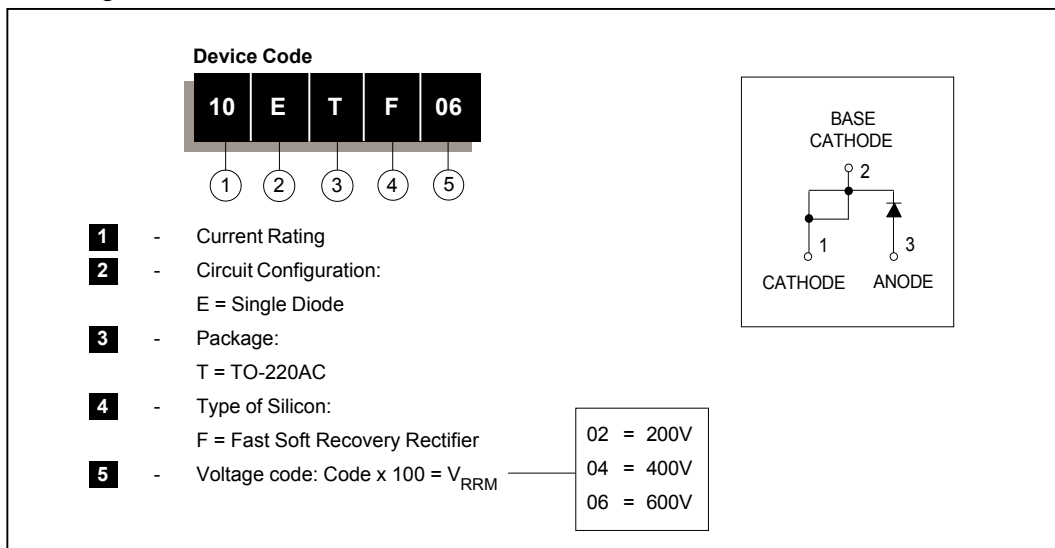 Device Code
10 E T F 06
1 2 3 4 5
1 - Current Rating
2 - Circuit Configuration:
E = Single Diode
3 - Package:
T = TO-220AC
4 - Type of Silicon:
F = Fast Soft Recovery Rectifier
5 - Voltage code: Code x 100 = VRRM
02 = 200V
04 = 400V
06 = 600V
BASE
CATHODE
2
1 3
CATHODE ANODE